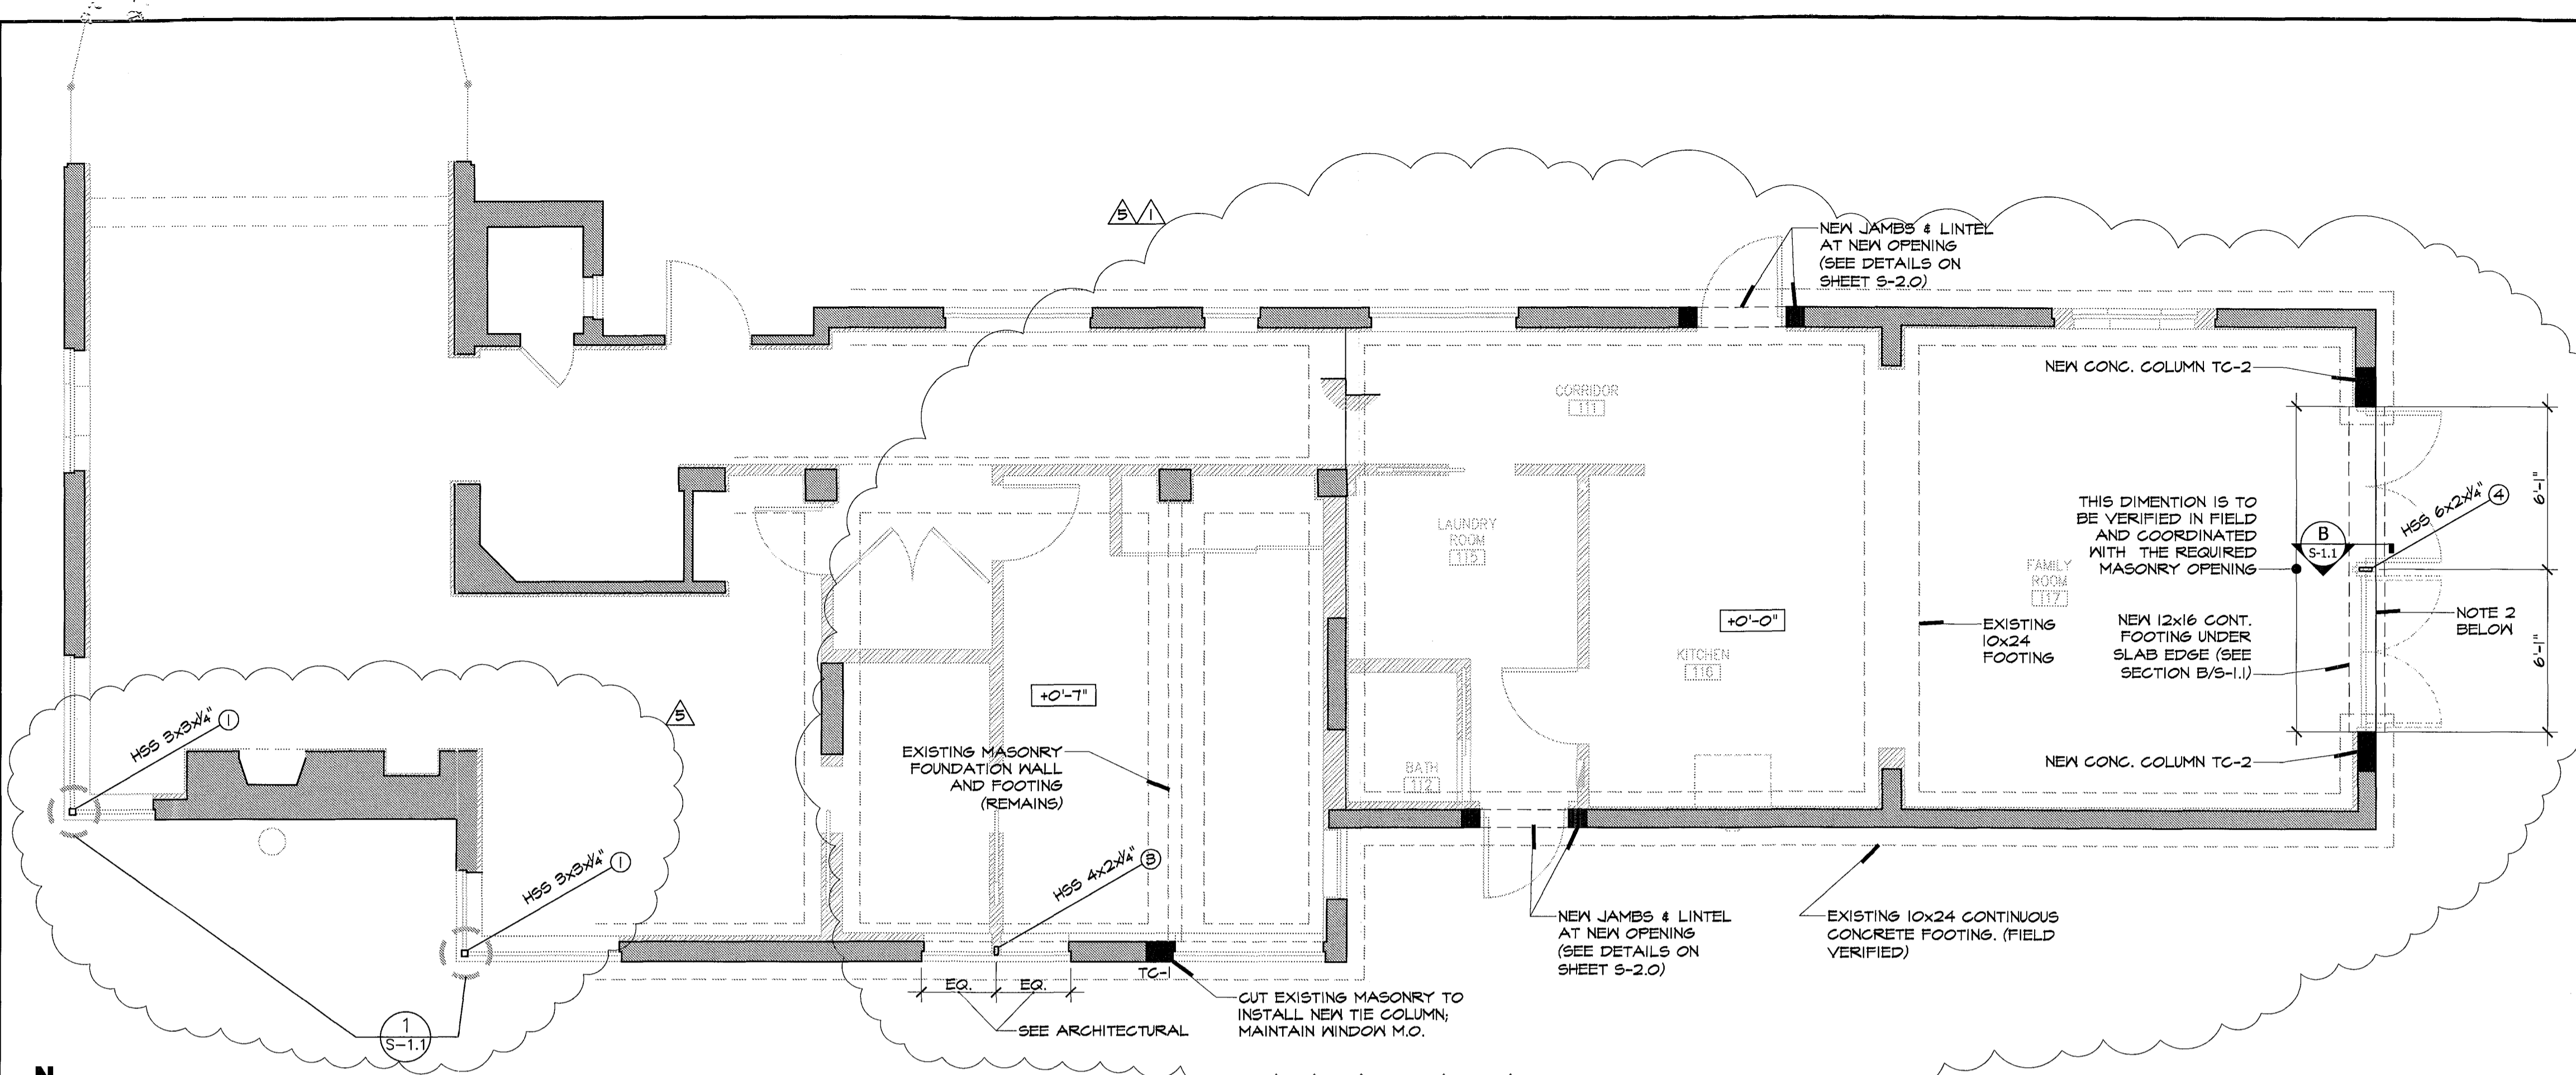 5 1
NEW JAMBS & LINTEL
AT NEW OPENING
(SEE DETAILS ON
SHEET S-2.0)
NEW CONC. COLUMN TC-2
CORRIDOR
111
6'-1"
HSS 6x2x1/4" 4
THIS DIMENTION IS TO
BE VERIFIED IN FIELD
AND COORDINATED
WITH THE REQUIRED
MASONRY OPENING
B
S-1.1
LAUNDRY
ROOM
115
FAMILY
ROOM
117
+0'-0"
EXISTING
10x24
FOOTING
NEW 12x16 CONT.
FOOTING UNDER
SLAB EDGE (SEE
SECTION B/S-1.1)
NOTE 2
BELOW
6'-1"
KITCHEN
116
+0'-7"
5
HSS 3x3x1/4" 1
EXISTING MASONRY
FOUNDATION WALL
AND FOOTING
(REMAINS)
BATH
112
NEW CONC. COLUMN TC-2
HSS 3x3x1/4" 1
HSS 4x2x1/4" 3
NEW JAMBS & LINTEL
AT NEW OPENING
(SEE DETAILS ON
SHEET S-2.0)
EXISTING 10x24 CONTINUOUS
CONCRETE FOOTING. (FIELD
VERIFIED)
TC-1
EQ. EQ.
CUT EXISTING MASONRY TO
INSTALL NEW TIE COLUMN;
MAINTAIN WINDOW M.O.
SEE ARCHITECTURAL
1
S-1.1
N